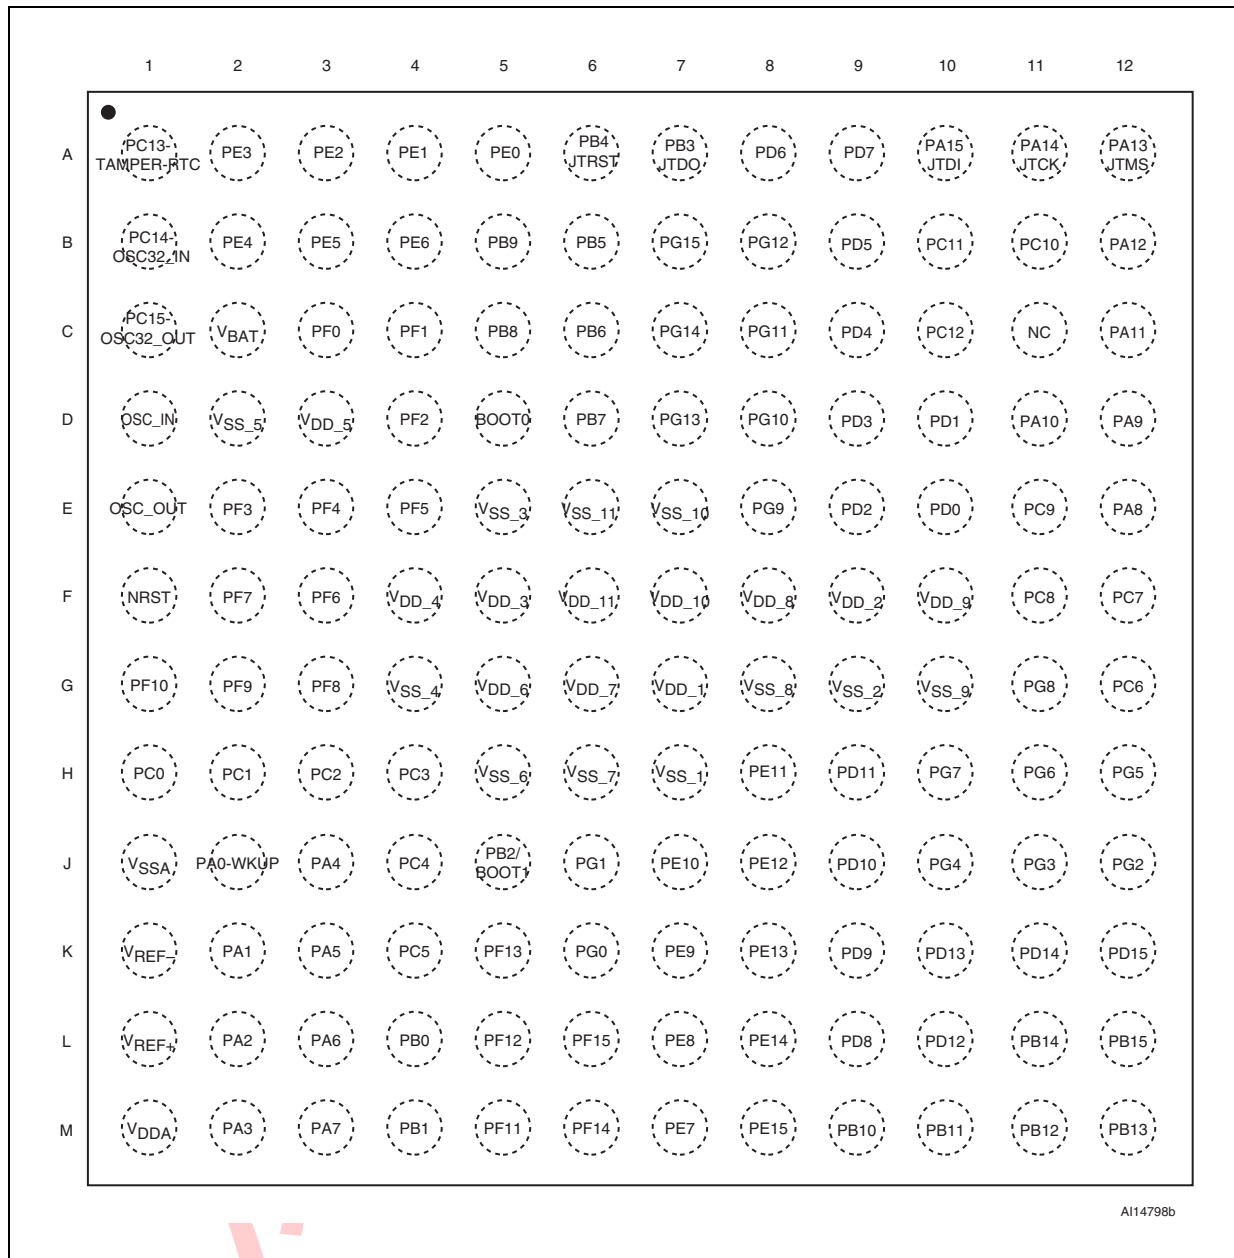 1 2 3 4 5 6 7 8 9 10 11 12
A PC13-TAMPER-RTC PE3 PE2 PE1 PE0 PB4 JTRST PB3 JTDO PD6 PD7 PA15 JTDI PA14 JTCK PA13 JTMS
B PC14-OSC32_IN PE4 PE5 PE6 PB9 PB5 PG15 PG12 PD5 PC11 PC10 PA12
C PC15-OSC32_OUT VBAT PF0 PF1 PB8 PB6 PG14 PG11 PD4 PC12 NC PA11
D OSC_IN VSS_5 VDD_5 PF2 BOOT0 PB7 PG13 PG10 PD3 PD1 PA10 PA9
E OSC_OUT PF3 PF4 PF5 VSS_3 VSS_11 VSS_10 PG9 PD2 PD0 PC9 PA8
F NRST PF7 PF6 VDD_4 VDD_3 VDD_11 VDD_10 VDD_8 VDD_2 VDD_9 PC8 PC7
G PF10 PF9 PF8 VSS_4 VDD_6 VDD_7 VDD_1 VSS_8 VSS_2 VSS_9 PG8 PC6
H PC0 PC1 PC2 PC3 VSS_6 VSS_7 VSS_1 PE11 PD11 PG7 PG6 PG5
J VSSA PA0-WKUP PA4 PC4 PB2/BOOT1 PG1 PE10 PE12 PD10 PG4 PG3 PG2
K VREF– PA1 PA5 PC5 PF13 PG0 PE9 PE13 PD9 PD13 PD14 PD15
L VREF+ PA2 PA6 PB0 PF12 PF15 PE8 PE14 PD8 PD12 PB14 PB15
M VDDA PA3 PA7 PB1 PF11 PF14 PE7 PE15 PB10 PB11 PB12 PB13
AI14798b